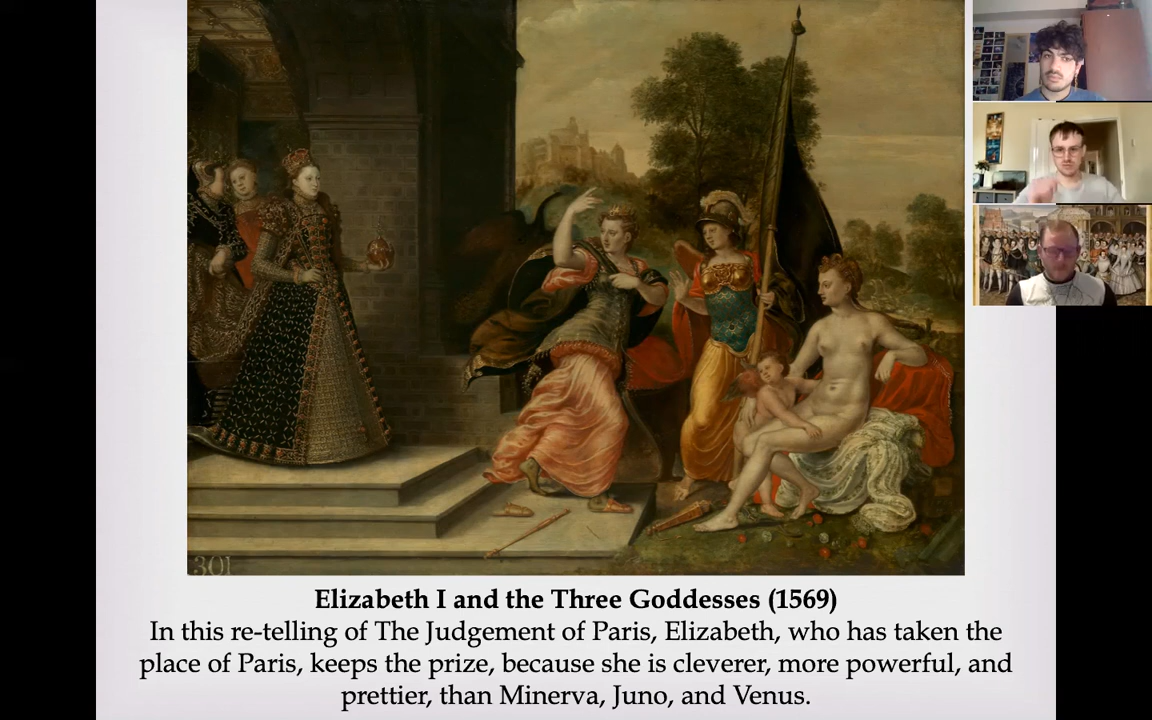 301
Elizabeth I and the Three Goddesses (1569)
In this re-telling of The Judgement of Paris, Elizabeth, who has taken the
place of Paris, keeps the prize, because she is cleverer, more powerful, and
prettier, than Minerva, Juno, and Venus.